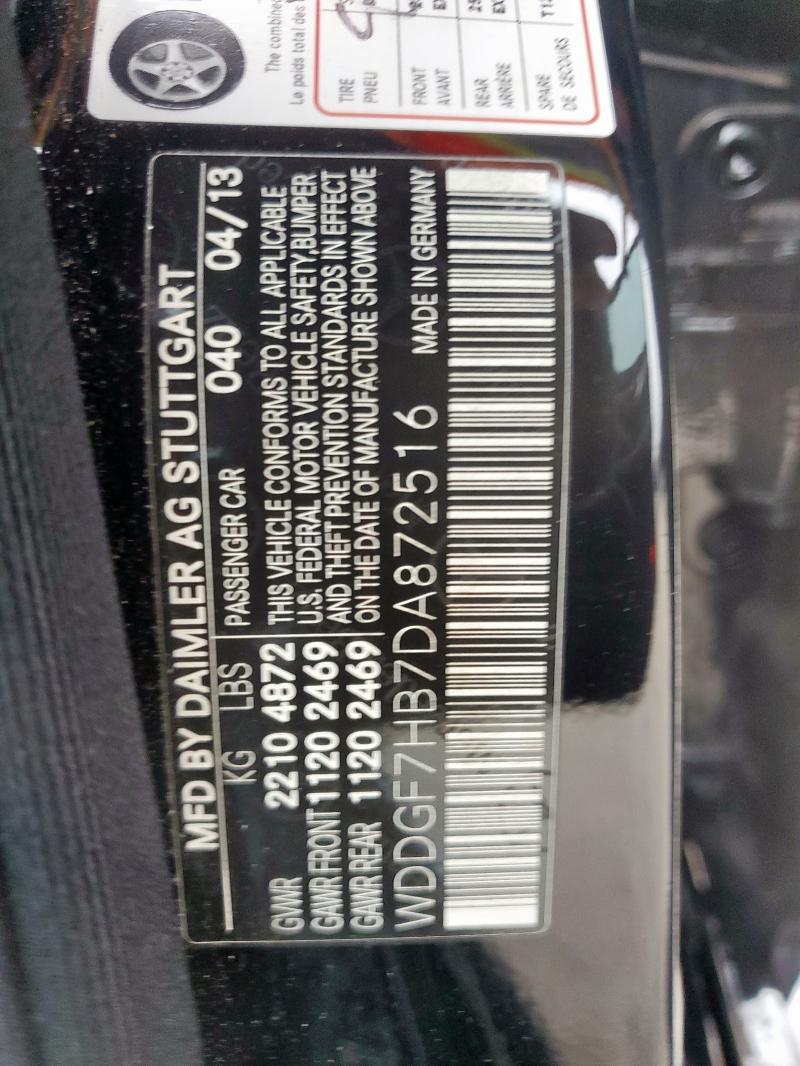 MFD BY DAIMLER AG STUTTGART
KG LBS PASSENGER CAR 040 04/13
GWR 2210 4872 THIS VEHICLE CONFORMS TO ALL APPLICABLE
GAWR FRONT 1120 2469 U.S. FEDERAL MOTOR VEHICLE SAFETY,BUMPER
GAWR REAR 1120 2469 AND THEFT PREVENTION STANDARDS IN EFFECT
ON THE DATE OF MANUFACTURE SHOWN ABOVE
WDDGF7HB7DA872516 MADE IN GERMANY
The combined
Le poids total des
TIRE
PNEU
FRONT
AVANT
REAR
ARRIÈRE
SPARE
DE SECOURS